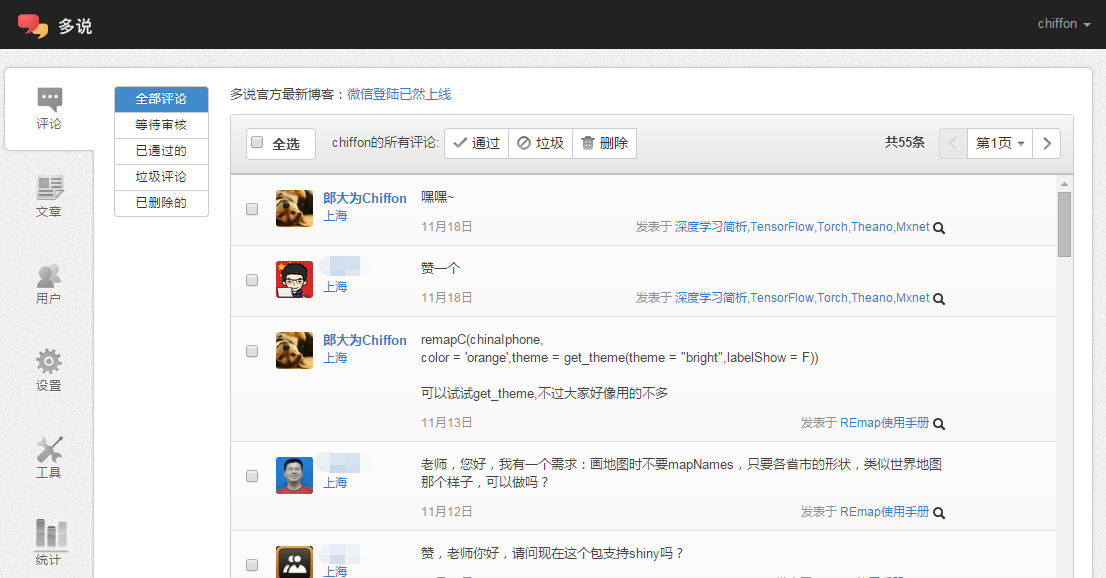 多说
chiffon
评论
文章
用户
设置
工具
统计
全部评论
等待审核
已通过的
垃圾评论
已删除的
多说官方最新博客：微信登陆已然上线
全选
chiffon的所有评论:
通过
垃圾
删除
共55条
第1页
郎大为Chiffon
上海
嘿嘿~
11月18日
发表于 深度学习简析,TensorFlow,Torch,Theano,Mxnet
上海
赞一个
11月18日
发表于 深度学习简析,TensorFlow,Torch,Theano,Mxnet
郎大为Chiffon
上海
remapC(chinaIphone,
color = 'orange',theme = get_theme(theme = "bright",labelShow = F))
可以试试get_theme,不过大家好像用的不多
11月13日
发表于 REmap使用手册
上海
老师，您好，我有一个需求：画地图时不要mapNames，只要各省市的形状，类似世界地图
那个样子，可以做吗？
11月12日
发表于 REmap使用手册
上海
赞，老师你好，请问现在这个包支持shiny吗？